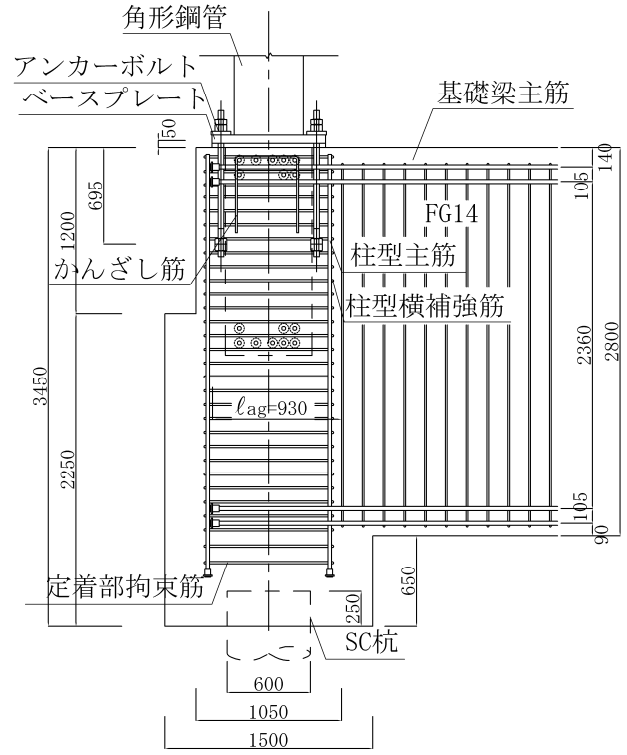 角形鋼管
アンカーボルト
ベースプレート
基礎梁主筋
50
140
105
695
1200
FG14
かんざし筋
柱型主筋
柱型横補強筋
2360
2800
3450
ℓag=930
2250
105
90
定着部拘束筋
250
650
SC杭
600
1050
1500